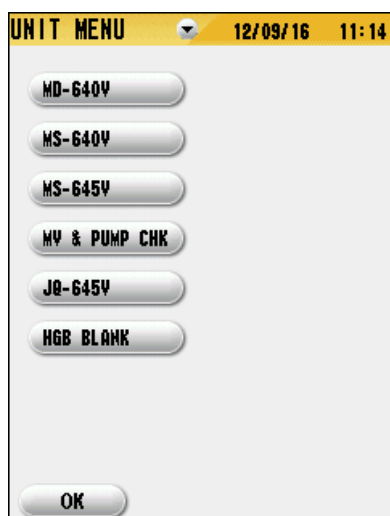 UNIT MENU 12/09/16 11:14
MD-640V
MS-640V
MS-645V
MV & PUMP CHK
JQ-645V
HGB BLANK
OK